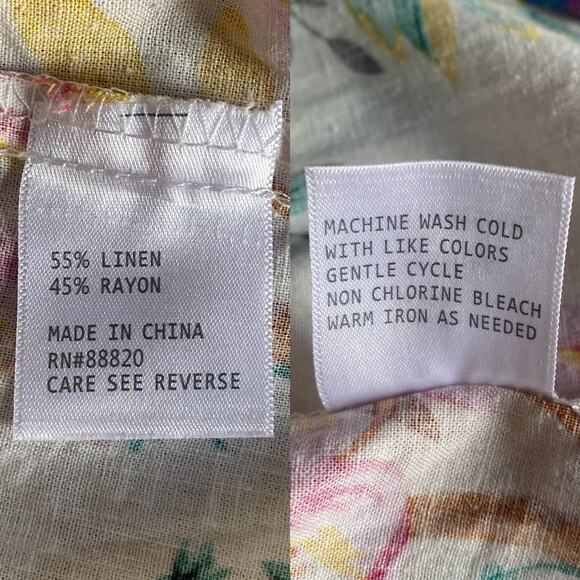 55% LINEN
45% RAYON
MADE IN CHINA
RN#88820
CARE SEE REVERSE
MACHINE WASH COLD
WITH LIKE COLORS
GENTLE CYCLE
NON CHLORINE BLEACH
WARM IRON AS NEEDED